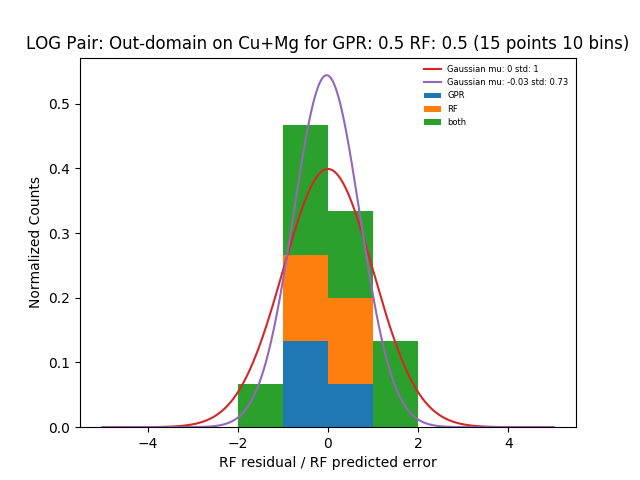 LOG Pair: Out-domain on Cu+Mg for GPR: 0.5 RF: 0.5 (15 points 10 bins)
Gaussian mu: 0 std: 1
Gaussian mu: -0.03 std: 0.73
GPR
RF
both
Normalized Counts
0.5
0.4
0.3
0.2
0.1
0.0
−4 −2 0 2 4
RF residual / RF predicted error